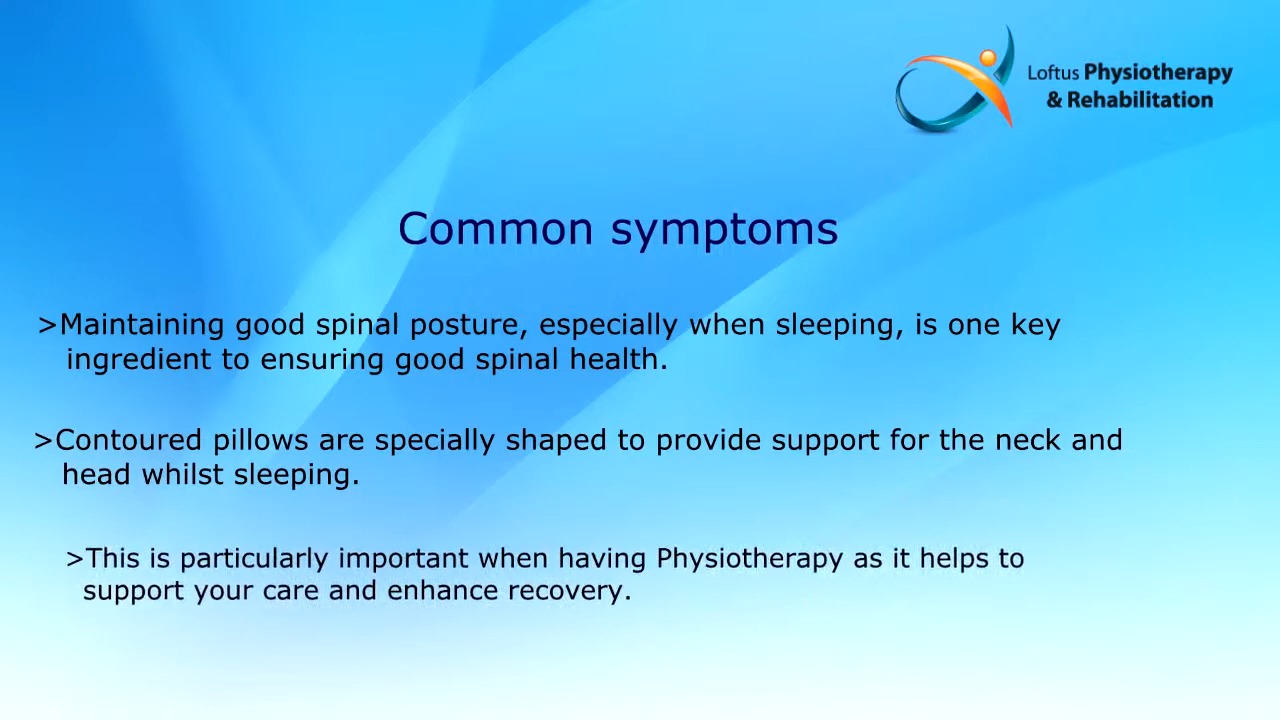 Loftus Physiotherapy
& Rehabilitation
Common symptoms
>Maintaining good spinal posture, especially when sleeping, is one key
ingredient to ensuring good spinal health.
>Contoured pillows are specially shaped to provide support for the neck and
head whilst sleeping.
>This is particularly important when having Physiotherapy as it helps to
support your care and enhance recovery.